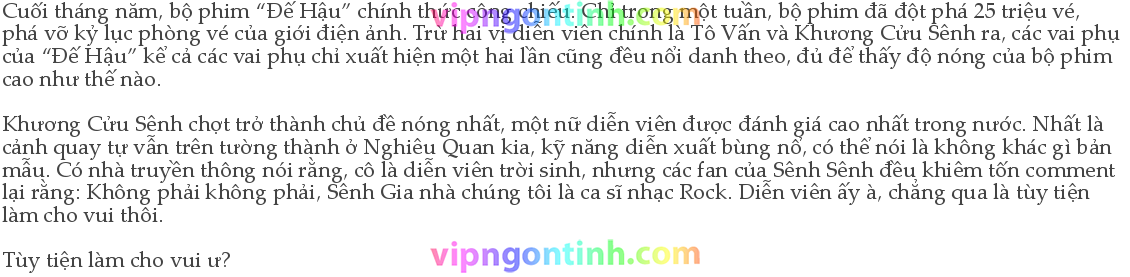 Cuối tháng năm, bộ phim “Đế Hậu” chính thức công chiếu. Chỉ trong một tuần, bộ phim đã đột phá 25 triệu vé,
vipngontinh.com
phá vỡ kỷ lục phòng vé của giới điện ảnh. Trừ hai vị diễn viên chính là Tô Vấn và Khương Cửu Sênh ra, các vai phụ
của “Đế Hậu” kể cả các vai phụ chỉ xuất hiện một hai lần cũng đều nổi danh theo, đủ để thấy độ nóng của bộ phim
cao như thế nào.
Khương Cửu Sênh chợt trở thành chủ đề nóng nhất, một nữ diễn viên được đánh giá cao nhất trong nước. Nhất là
cảnh quay tự vẫn trên tường thành ở Nghiêu Quan kia, kỹ năng diễn xuất bùng nổ, có thể nói là không khác gì bản
mẫu. Có nhà truyền thông nói rằng, cô là diễn viên trời sinh, nhưng các fan của Sênh Sênh đều khiêm tốn comment
lại rằng: Không phải không phải, Sênh Gia nhà chúng tôi là ca sĩ nhạc Rock. Diễn viên ấy à, chẳng qua là tùy tiện
làm cho vui thôi.
vipngontinh.com
Tùy tiện làm cho vui ư?